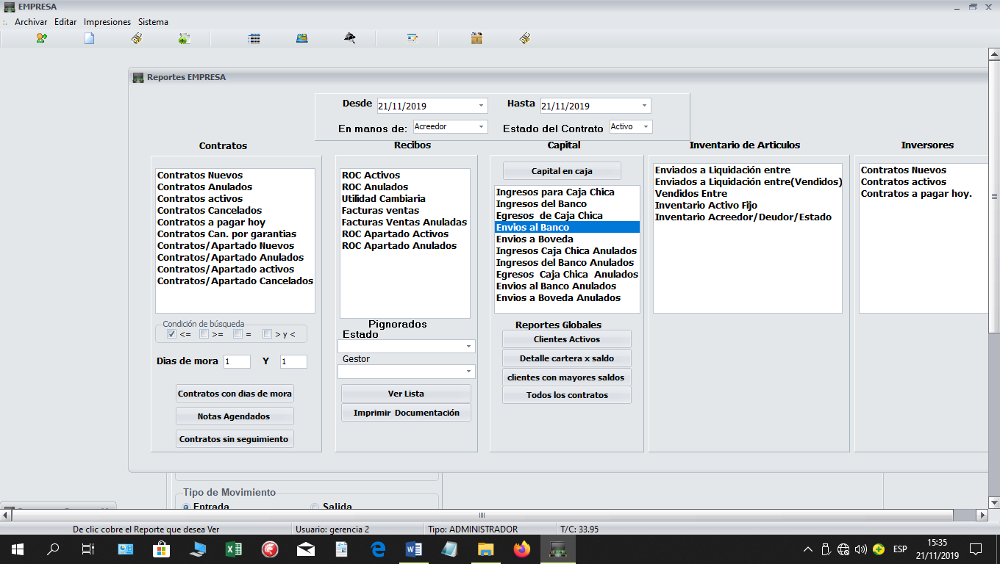 EMPRESA
Archivar Editar Impresiones Sistema
Reportes EMPRESA
Desde 21/11/2019 Hasta 21/11/2019
En manos de: Acreedor Estado del Contrato Activo
Contratos
Contratos Nuevos
Contratos Anulados
Contratos activos
Contratos Cancelados
Contratos a pagar hoy
Contratos Can. por garantias
Contratos/Apartado Nuevos
Contratos/Apartado Anulados
Contratos/Apartado activos
Contratos/Apartado Cancelados
Condición de búsqueda
<= >= = > y <
Dias de mora 1 Y 1
Contratos con dias de mora
Notas Agendados
Contratos sin seguimiento
Recibos
ROC Activos
ROC Anulados
Utilidad Cambiaria
Facturas ventas
Facturas Ventas Anuladas
ROC Apartado Activos
ROC Apartado Anulados
Pignorados
Estado
Gestor
Ver Lista
Imprimir Documentación
Capital
Capital en caja
Ingresos para Caja Chica
Ingresos del Banco
Egresos de Caja Chica
Envios al Banco
Envios a Boveda
Ingresos Caja Chica Anulados
Ingresos del Banco Anulados
Egresos Caja Chica Anulados
Envios al Banco Anulados
Envios a Boveda Anulados
Reportes Globales
Clientes Activos
Detalle cartera x saldo
clientes con mayores saldos
Todos los contratos
Inventario de Articulos
Enviados a Liquidación entre
Enviados a Liquidación entre(Vendidos)
Vendidos Entre
Inventario Activo Fijo
Inventario Acreedor/Deudor/Estado
Inversores
Contratos Nuevos
Contratos activos
Contratos a pagar hoy.
Tipo de Movimiento
Entrada Salida
De clic cobre el Reporte que desea Ver Usuario: gerencia 2 Tipo: ADMINISTRADOR T/C: 33.95
ESP
15:35
21/11/2019